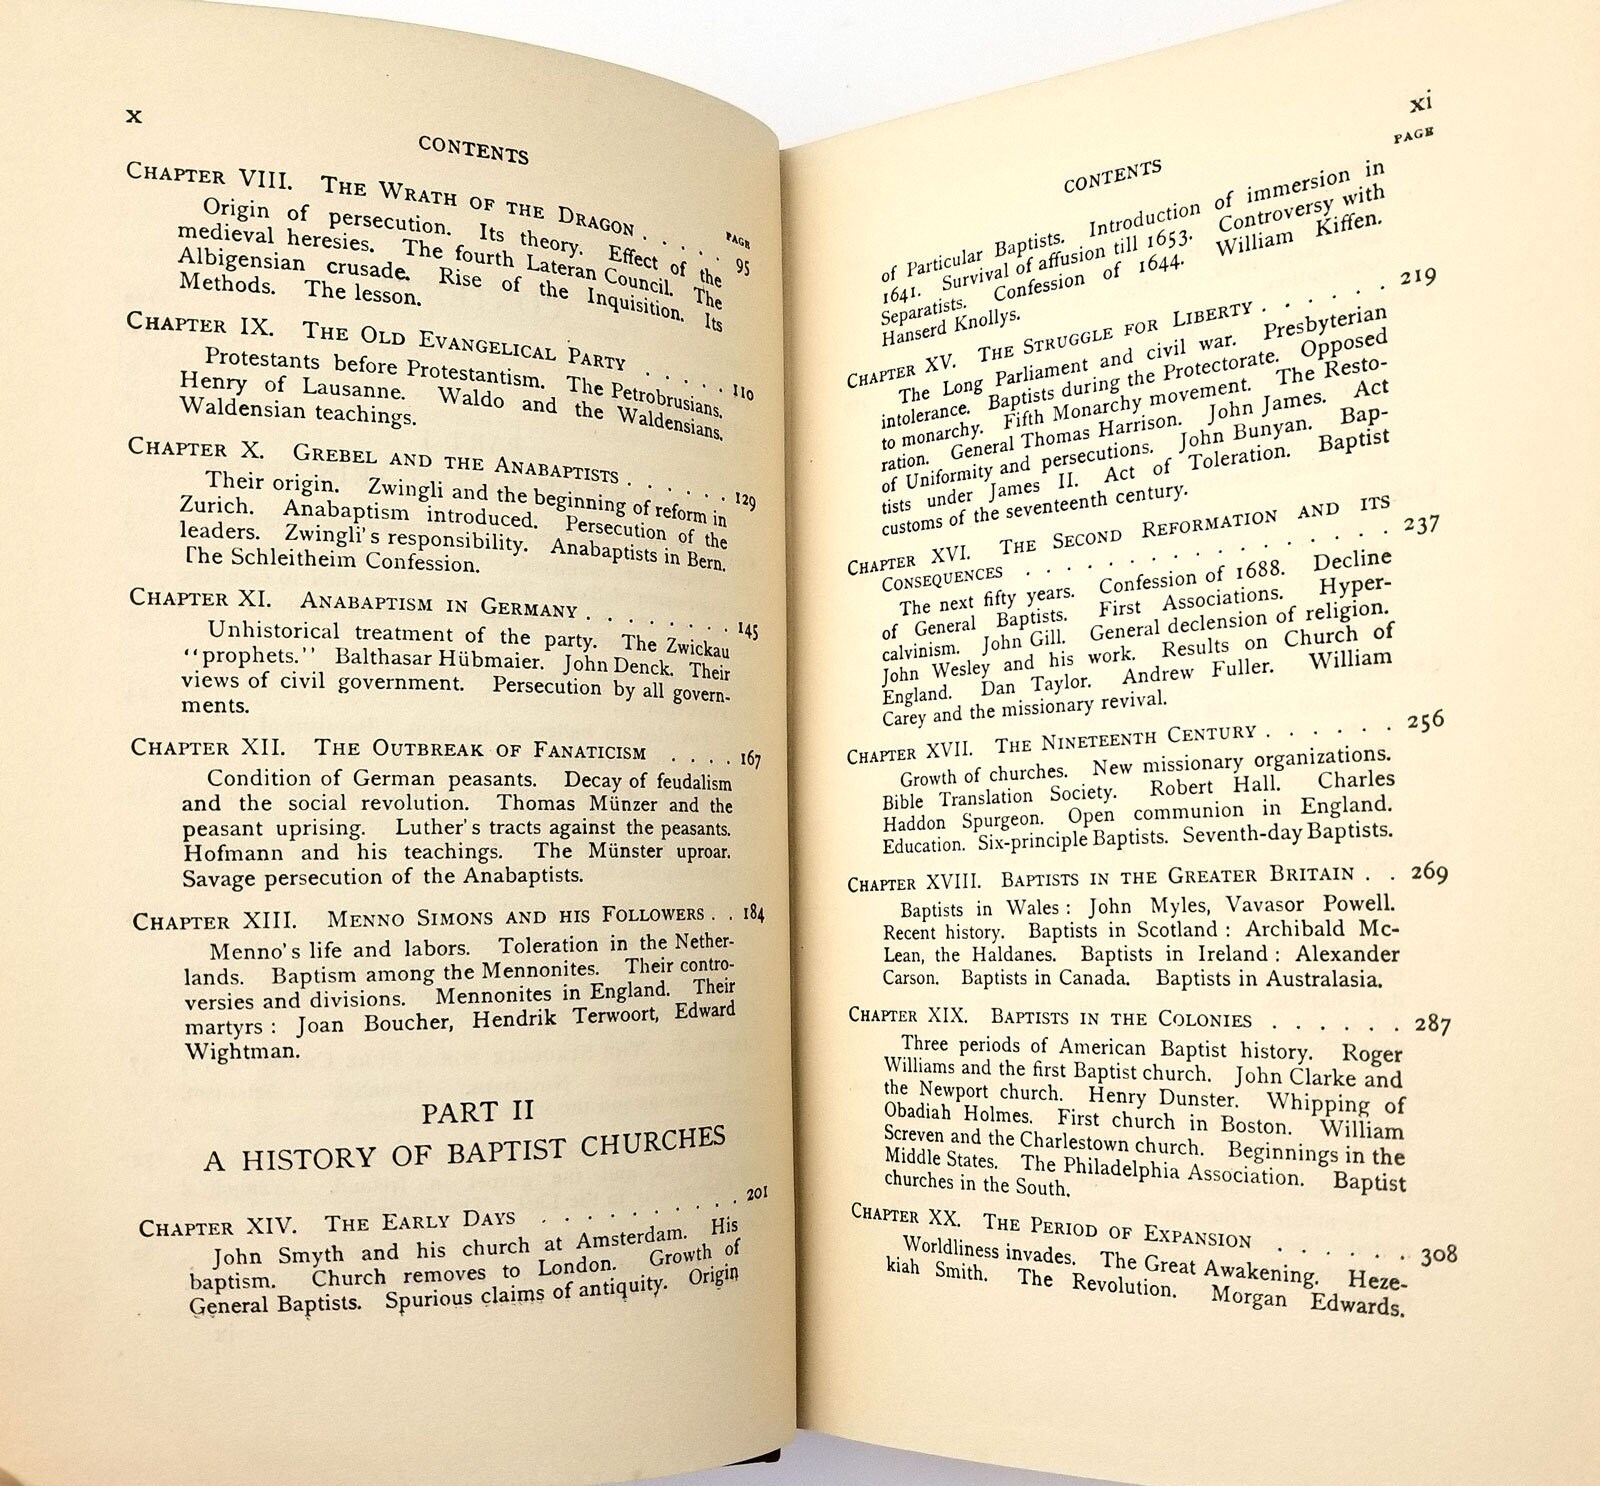 x
CONTENTS
PAGE
CHAPTER VIII. THE WRATH OF THE DRAGON . . . . . 95
Origin of persecution. Its theory. Effect of the
medieval heresies. The fourth Lateran Council. The
Albigensian crusade. Rise of the Inquisition. Its
Methods. The lesson.
CHAPTER IX. THE OLD EVANGELICAL PARTY . . . . . 110
Protestants before Protestantism. The Petrobrusians.
Henry of Lausanne. Waldo and the Waldensians.
Waldensian teachings.
CHAPTER X. GREBEL AND THE ANABAPTISTS . . . . . . 129
Their origin. Zwingli and the beginning of reform in
Zurich. Anabaptism introduced. Persecution of the
leaders. Zwingli's responsibility. Anabaptists in Bern.
The Schleitheim Confession.
CHAPTER XI. ANABAPTISM IN GERMANY . . . . . . . . 145
Unhistorical treatment of the party. The Zwickau
"prophets." Balthasar Hübmaier. John Denck. Their
views of civil government. Persecution by all govern-
ments.
CHAPTER XII. THE OUTBREAK OF FANATICISM . . . . 167
Condition of German peasants. Decay of feudalism
and the social revolution. Thomas Münzer and the
peasant uprising. Luther's tracts against the peasants.
Hofmann and his teachings. The Münster uproar.
Savage persecution of the Anabaptists.
CHAPTER XIII. MENNO SIMONS AND HIS FOLLOWERS . . 184
Menno's life and labors. Toleration in the Nether-
lands. Baptism among the Mennonites. Their contro-
versies and divisions. Mennonites in England. Their
martyrs : Joan Boucher, Hendrik Terwoort, Edward
Wightman.
PART II
A HISTORY OF BAPTIST CHURCHES
CHAPTER XIV. THE EARLY DAYS . . . . . . . . . 201
John Smyth and his church at Amsterdam. His
baptism. Church removes to London. Growth of
General Baptists. Spurious claims of antiquity. Origin
xi
CONTENTS
PAGE
of Particular Baptists. Introduction of immersion in
1641. Survival of affusion till 1653. Controversy with
Separatists. Confession of 1644. William Kiffen.
Hanserd Knollys.
CHAPTER XV. THE STRUGGLE FOR LIBERTY . . . . . . 219
The Long Parliament and civil war. Presbyterian
intolerance. Baptists during the Protectorate. Opposed
to monarchy. Fifth Monarchy movement. The Resto-
ration. General Thomas Harrison. John James. Act
of Uniformity and persecutions. John Bunyan. Bap-
tists under James II. Act of Toleration. Baptist
customs of the seventeenth century.
CHAPTER XVI. THE SECOND REFORMATION AND ITS
CONSEQUENCES . . . . . . . . . . . . . . 237
The next fifty years. Confession of 1688. Decline
of General Baptists. First Associations. Hyper-
calvinism. John Gill. General declension of religion.
John Wesley and his work. Results on Church of
England. Dan Taylor. Andrew Fuller. William
Carey and the missionary revival.
CHAPTER XVII. THE NINETEENTH CENTURY . . . . . . 256
Growth of churches. New missionary organizations.
Bible Translation Society. Robert Hall. Charles
Haddon Spurgeon. Open communion in England.
Education. Six-principle Baptists. Seventh-day Baptists.
CHAPTER XVIII. BAPTISTS IN THE GREATER BRITAIN . . 269
Baptists in Wales : John Myles, Vavasor Powell.
Recent history. Baptists in Scotland : Archibald Mc-
Lean, the Haldanes. Baptists in Ireland : Alexander
Carson. Baptists in Canada. Baptists in Australasia.
CHAPTER XIX. BAPTISTS IN THE COLONIES . . . . . . 287
Three periods of American Baptist history. Roger
Williams and the first Baptist church. John Clarke and
the Newport church. Henry Dunster. Whipping of
Obadiah Holmes. First church in Boston. William
Screven and the Charlestown church. Beginnings in the
Middle States. The Philadelphia Association. Baptist
churches in the South.
CHAPTER XX. THE PERIOD OF EXPANSION . . . . . . 308
Worldliness invades. The Great Awakening. Heze-
kiah Smith. The Revolution. Morgan Edwards.